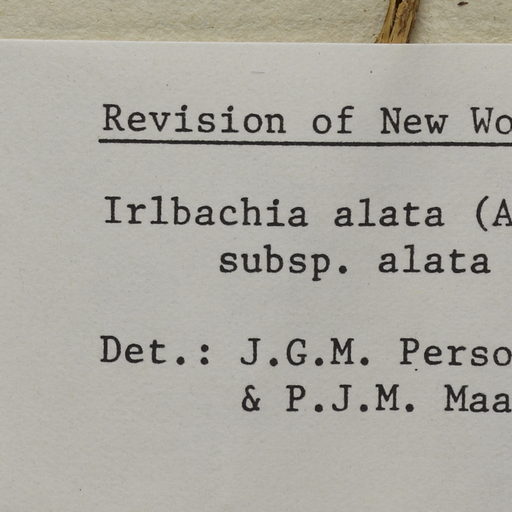 Revision of New Wo
Irlbachia alata (A
subsp. alata
Det.: J.G.M. Perso
& P.J.M. Maa